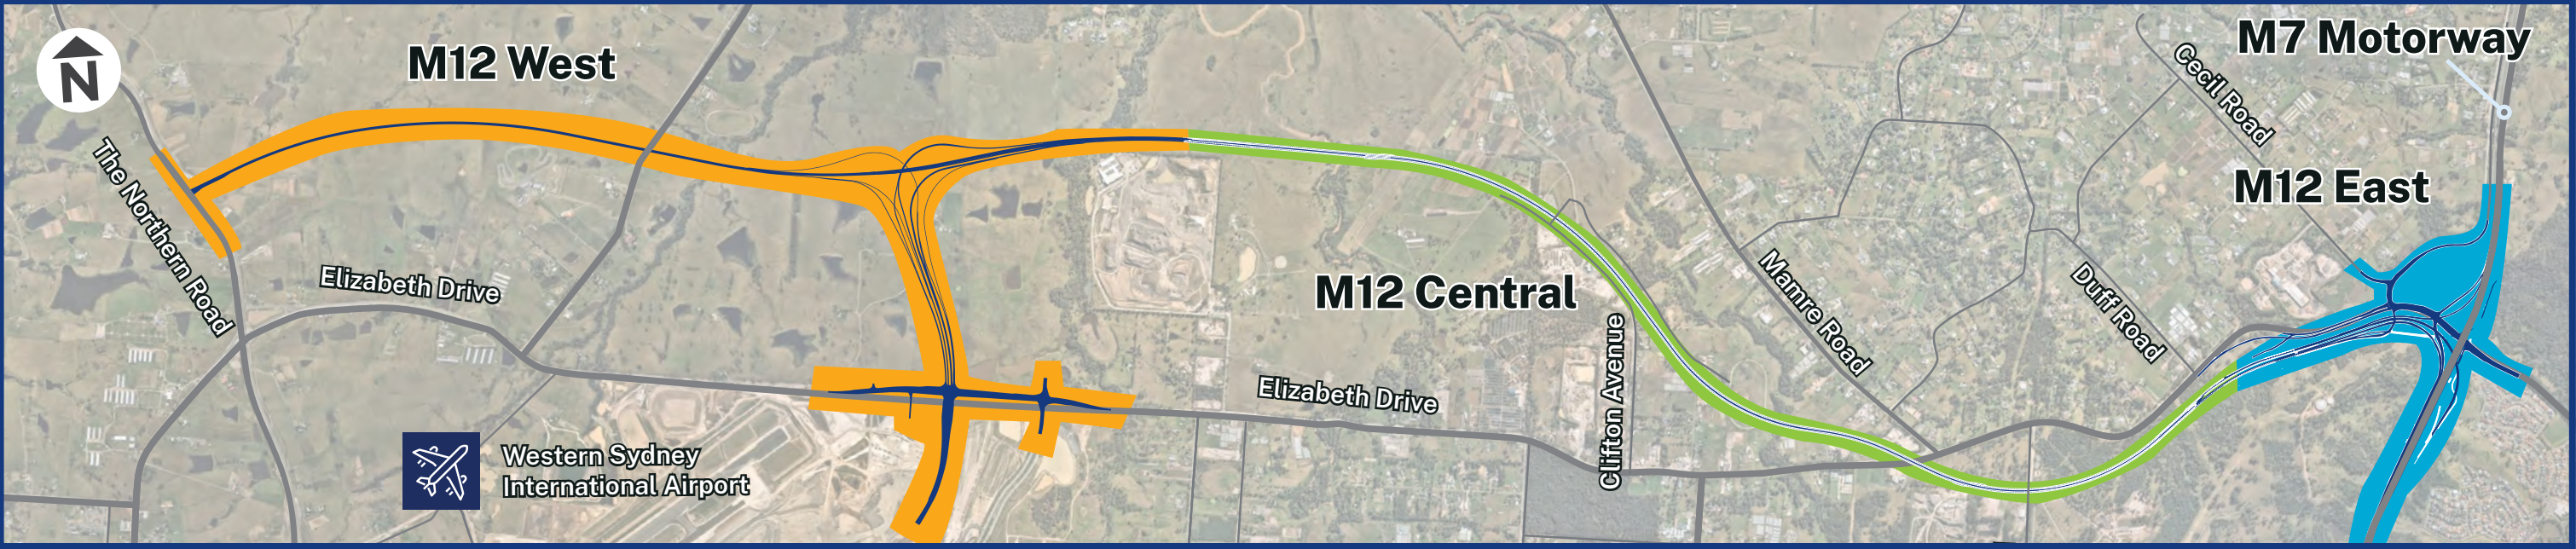 M7 Motorway
M12 West
Cecil Road
N
M12 East
The Northern Road
Elizabeth Drive
M12 Central
Mamre Road
Duff Road
Elizabeth Drive
Clifton Avenue
Western Sydney
International Airport